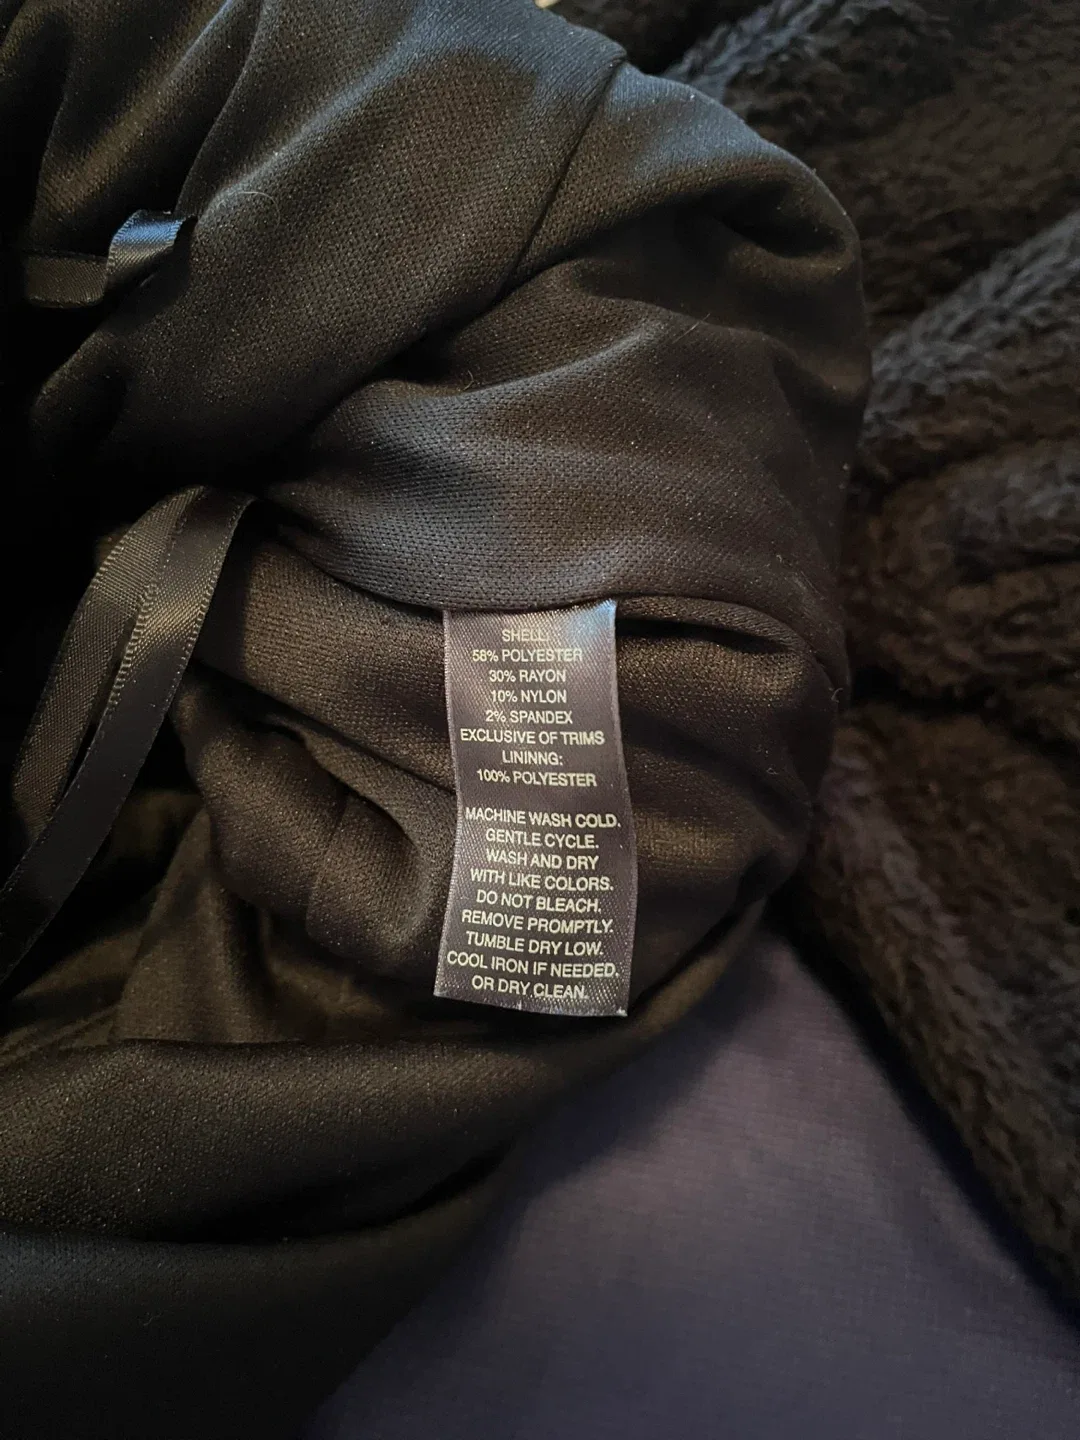 SHELL:
58% POLYESTER
30% RAYON
10% NYLON
2% SPANDEX
EXCLUSIVE OF TRIMS
LININNG:
100% POLYESTER
MACHINE WASH COLD.
GENTLE CYCLE.
WASH AND DRY
WITH LIKE COLORS.
DO NOT BLEACH.
REMOVE PROMPTLY.
TUMBLE DRY LOW.
COOL IRON IF NEEDED.
OR DRY CLEAN.